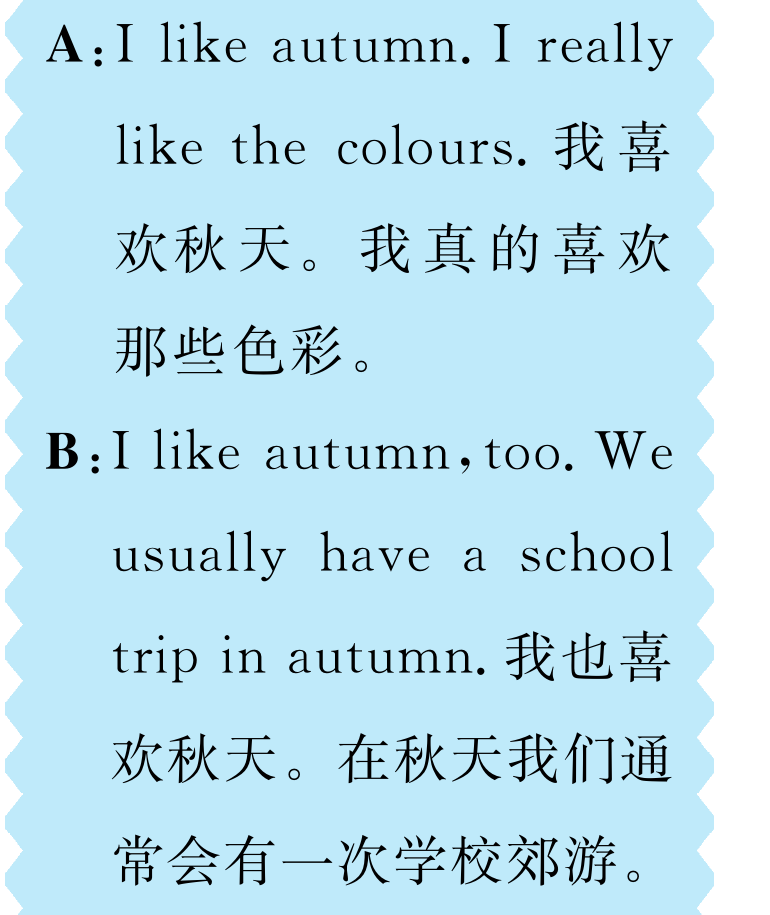 A:I like autumn. I really
like the colours. 我喜
欢秋天。我真的喜欢
那些色彩。
B:I like autumn,too. We
usually have a school
trip in autumn. 我也喜
欢秋天。在秋天我们通
常会有一次学校郊游。